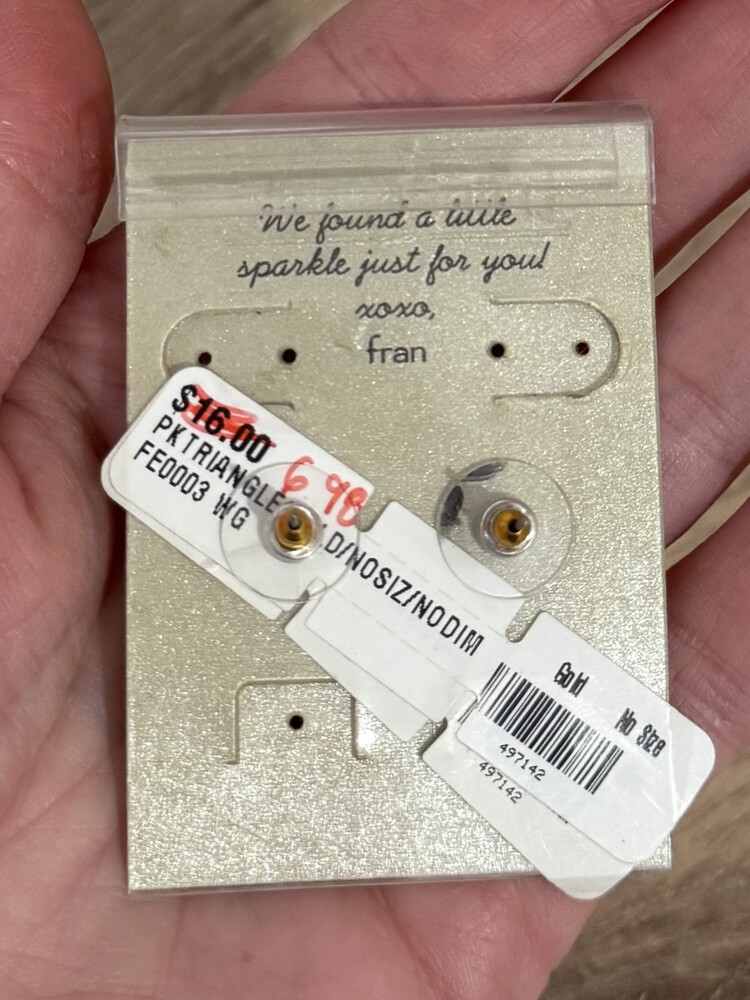 We found a little
sparkle just for you!
xoxo,
fran
$16.00
6 98
PKTRIANGLE LD/NOSIZ/NODIM
FE0003 WG
Gold
No Size
497142
497142